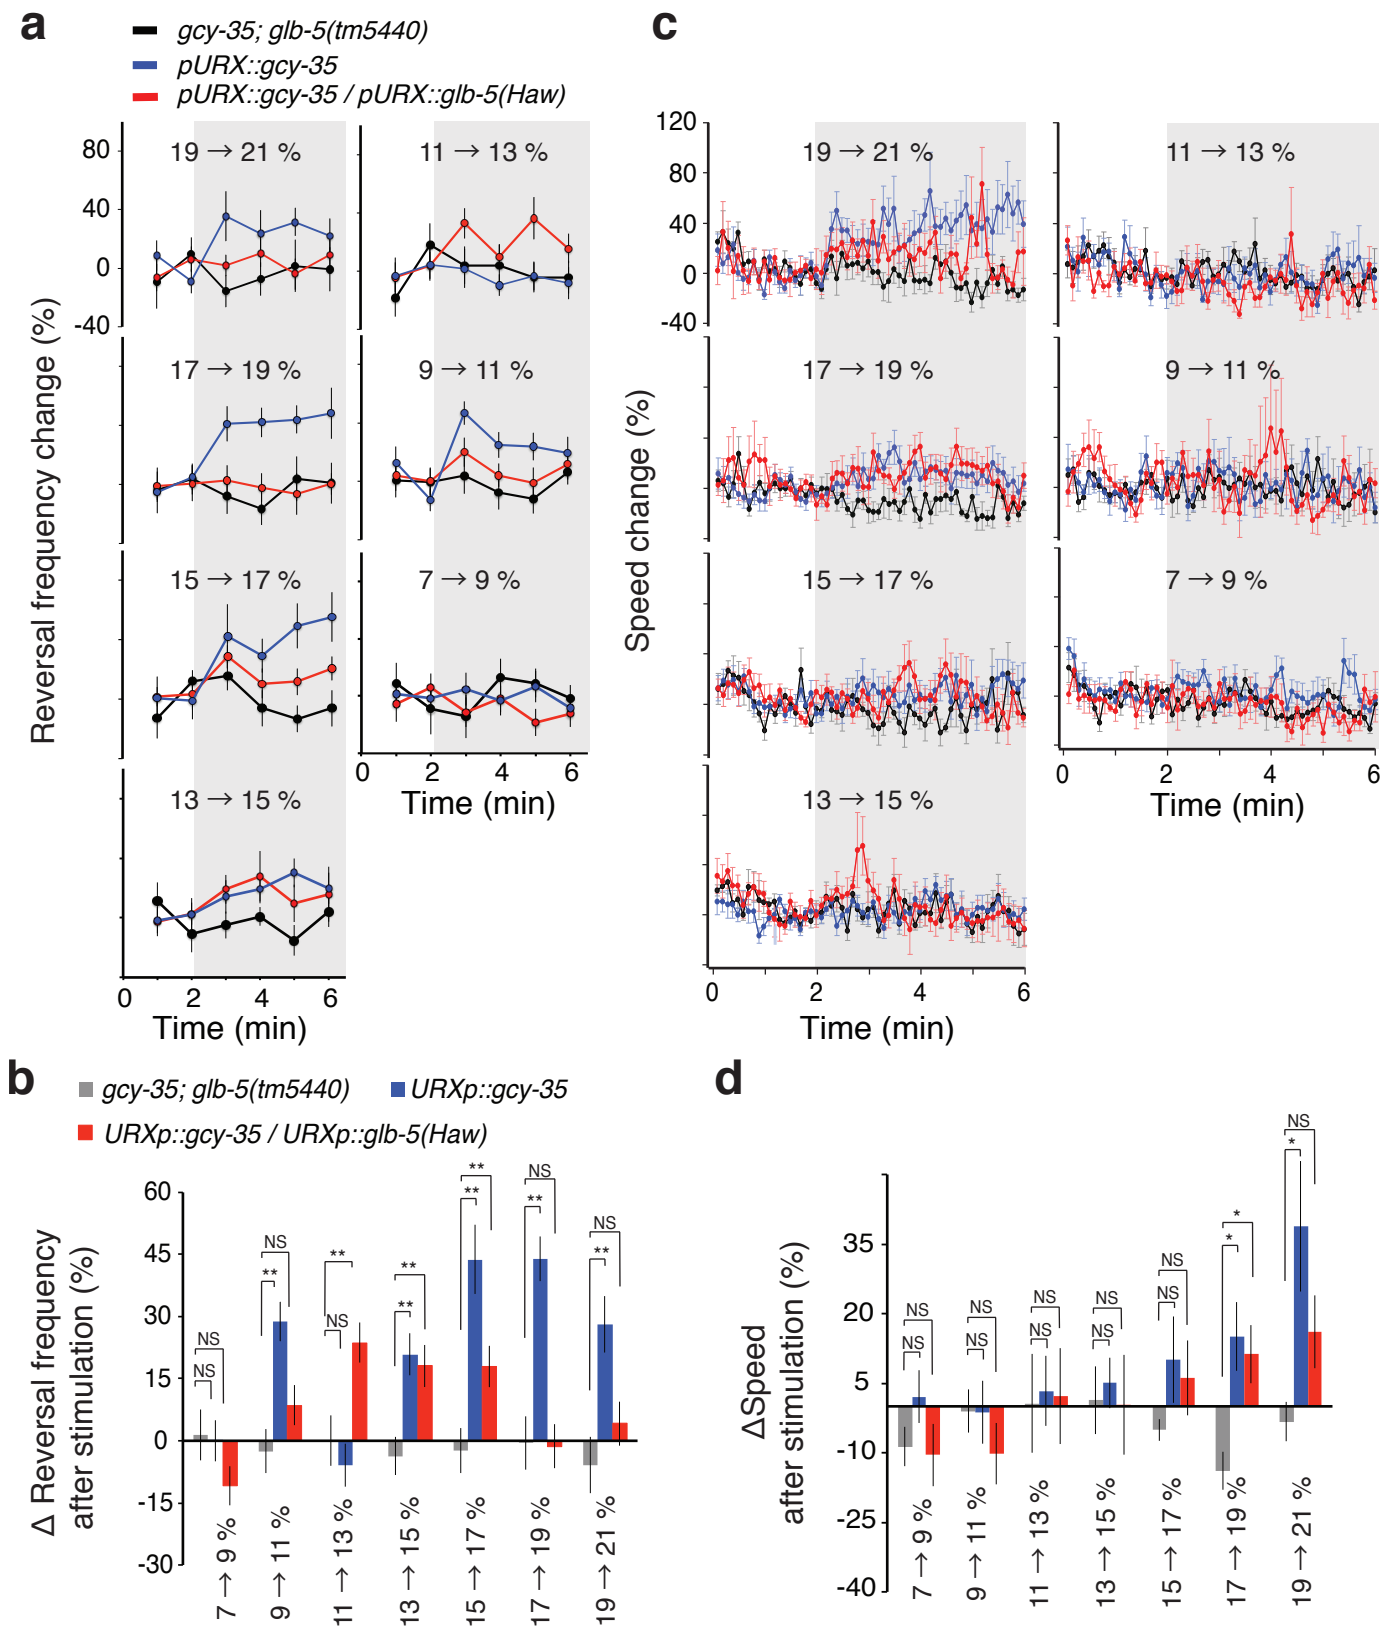 a
gcy-35; glb-5(tm5440)
pURX::gcy-35
pURX::gcy-35 / pURX::glb-5(Haw)
Reversal frequency change (%)
80
40
0
-40
19 → 21 %
11 → 13 %
17 → 19 %
9 → 11 %
15 → 17 %
7 → 9 %
0 2 4 6
Time (min)
13 → 15 %
0 2 4 6
Time (min)
c
Speed change (%)
120
80
40
0
-40
19 → 21 %
11 → 13 %
17 → 19 %
9 → 11 %
15 → 17 %
7 → 9 %
0 2 4 6
Time (min)
13 → 15 %
0 2 4 6
Time (min)
b
gcy-35; glb-5(tm5440)
URXp::gcy-35
URXp::gcy-35 / URXp::glb-5(Haw)
Δ Reversal frequency
after stimulation (%)
60
45
30
15
0
-15
-30
NS
NS
NS
**
**
NS
**
**
**
**
NS
**
NS
**
7 → 9 %
9 → 11 %
11 → 13 %
13 → 15 %
15 → 17 %
17 → 19 %
19 → 21 %
d
ΔSpeed
after stimulation (%)
35
20
5
-10
-25
-40
NS
NS
NS
NS
NS
NS
NS
NS
NS
NS
*
*
NS
*
7 → 9 %
9 → 11 %
11 → 13 %
13 → 15 %
15 → 17 %
17 → 19 %
19 → 21 %